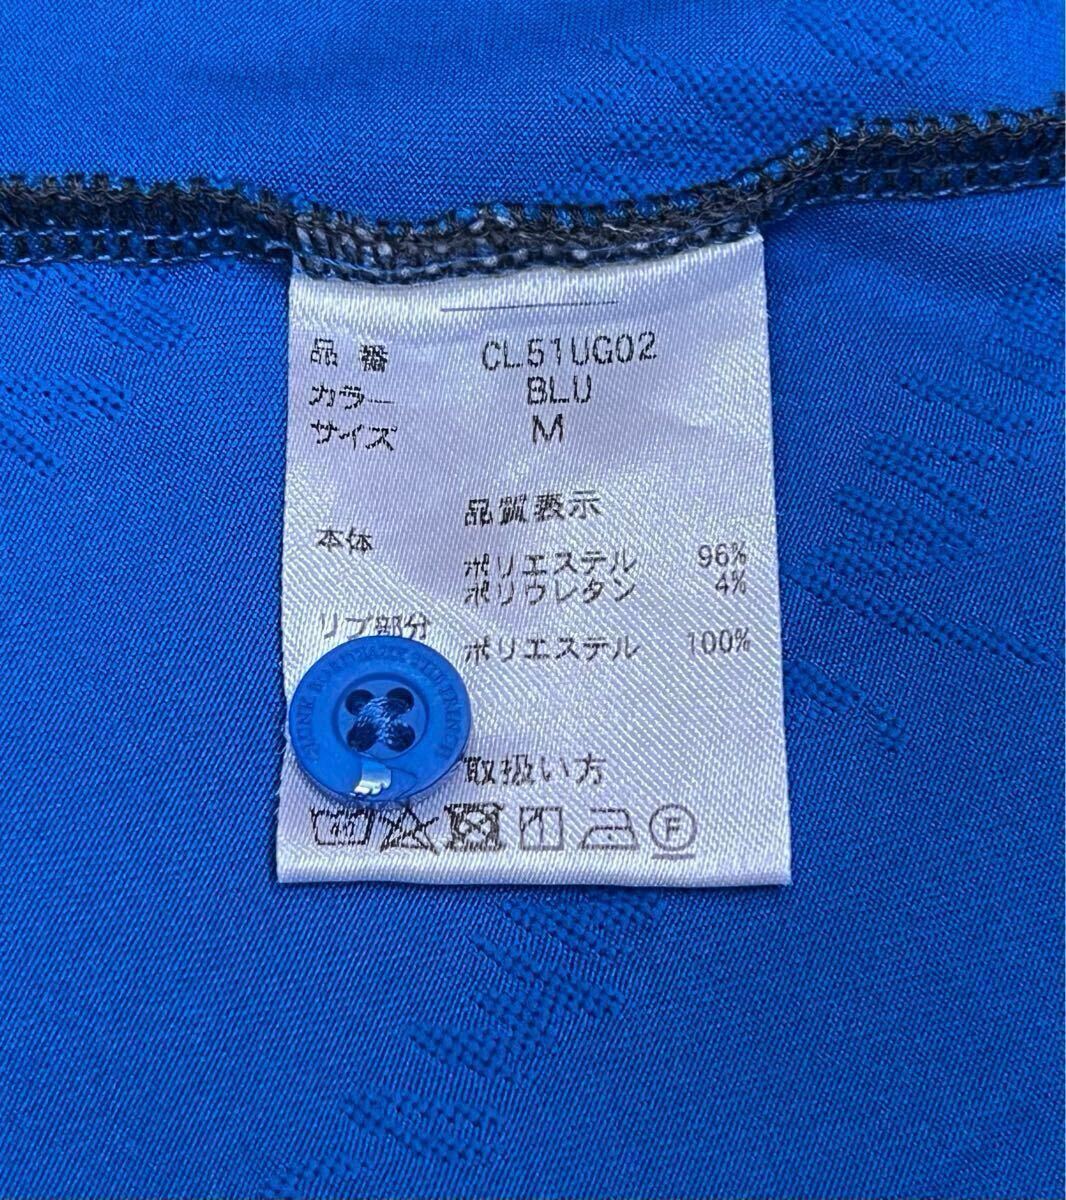 品番 CL51UG02
カラー BLU
サイズ M
品質表示
本体
ポリエステル 96%
ポリウレタン 4%
リブ部分
ポリエステル 100%
取扱い方
F